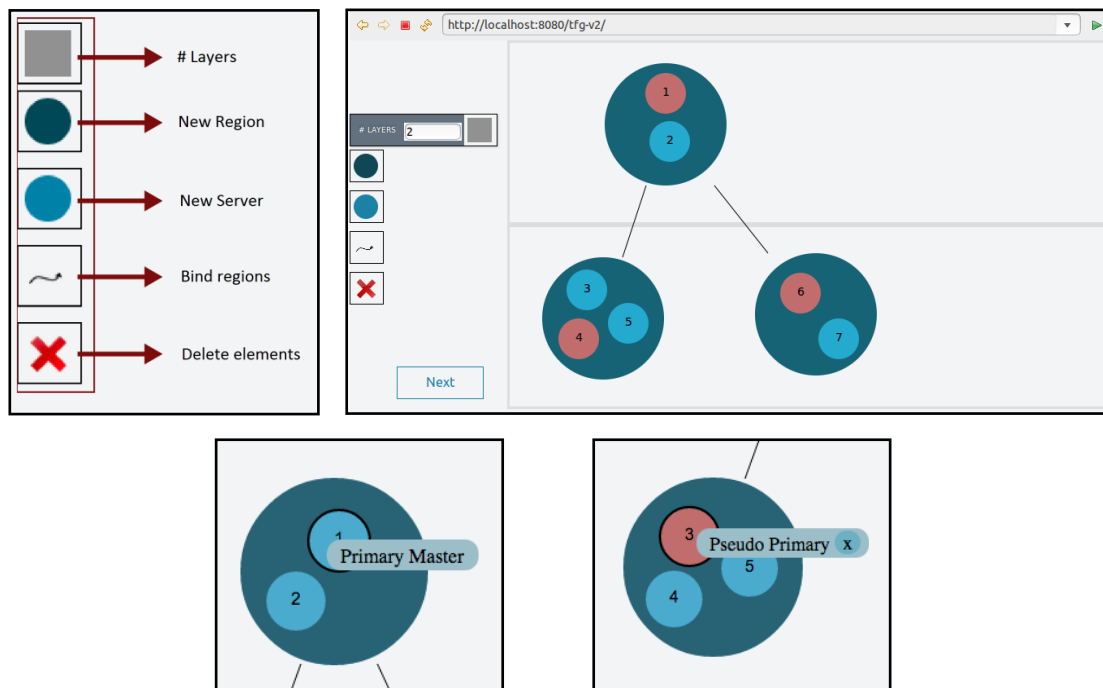 # Layers
New Region
New Server
Bind regions
Delete elements
http://localhost:8080/tfg-v2/
# LAYERS 2
Next
1
2
3
5
4
6
7
1
Primary Master
2
3
Pseudo Primary x
5
4